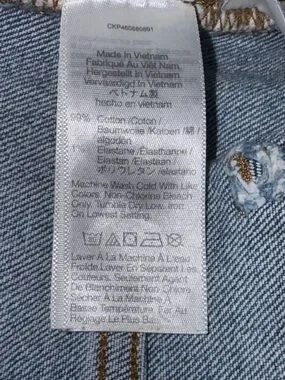 CKP460680891
Made In Vietnam
Fabriqué Au Viêt Nam
Hergestellt In Vietnam
Vervaardigd In Vietnam
ベトナム製
hecho en vietnam
99% Cotton /Coton /
Baumwolle /Katoen / 綿 /
algodón
1% Elastane /Élasthanne /
Elastan /Elastaan /
ポリウレタン /elastano
Machine Wash Cold With Like
Colors. Non-Chlorine Bleach
Only. Tumble Dry Low. Iron
On Lowest Setting.
Laver À La Machine À L'eau
Froide Laver En Séparant Les
Couleurs. Seulement Agent
De Blanchiment Non Chloré
Sécher À La Machine À
Basse Température. Fer Au
Réglage Le Plus Bas.